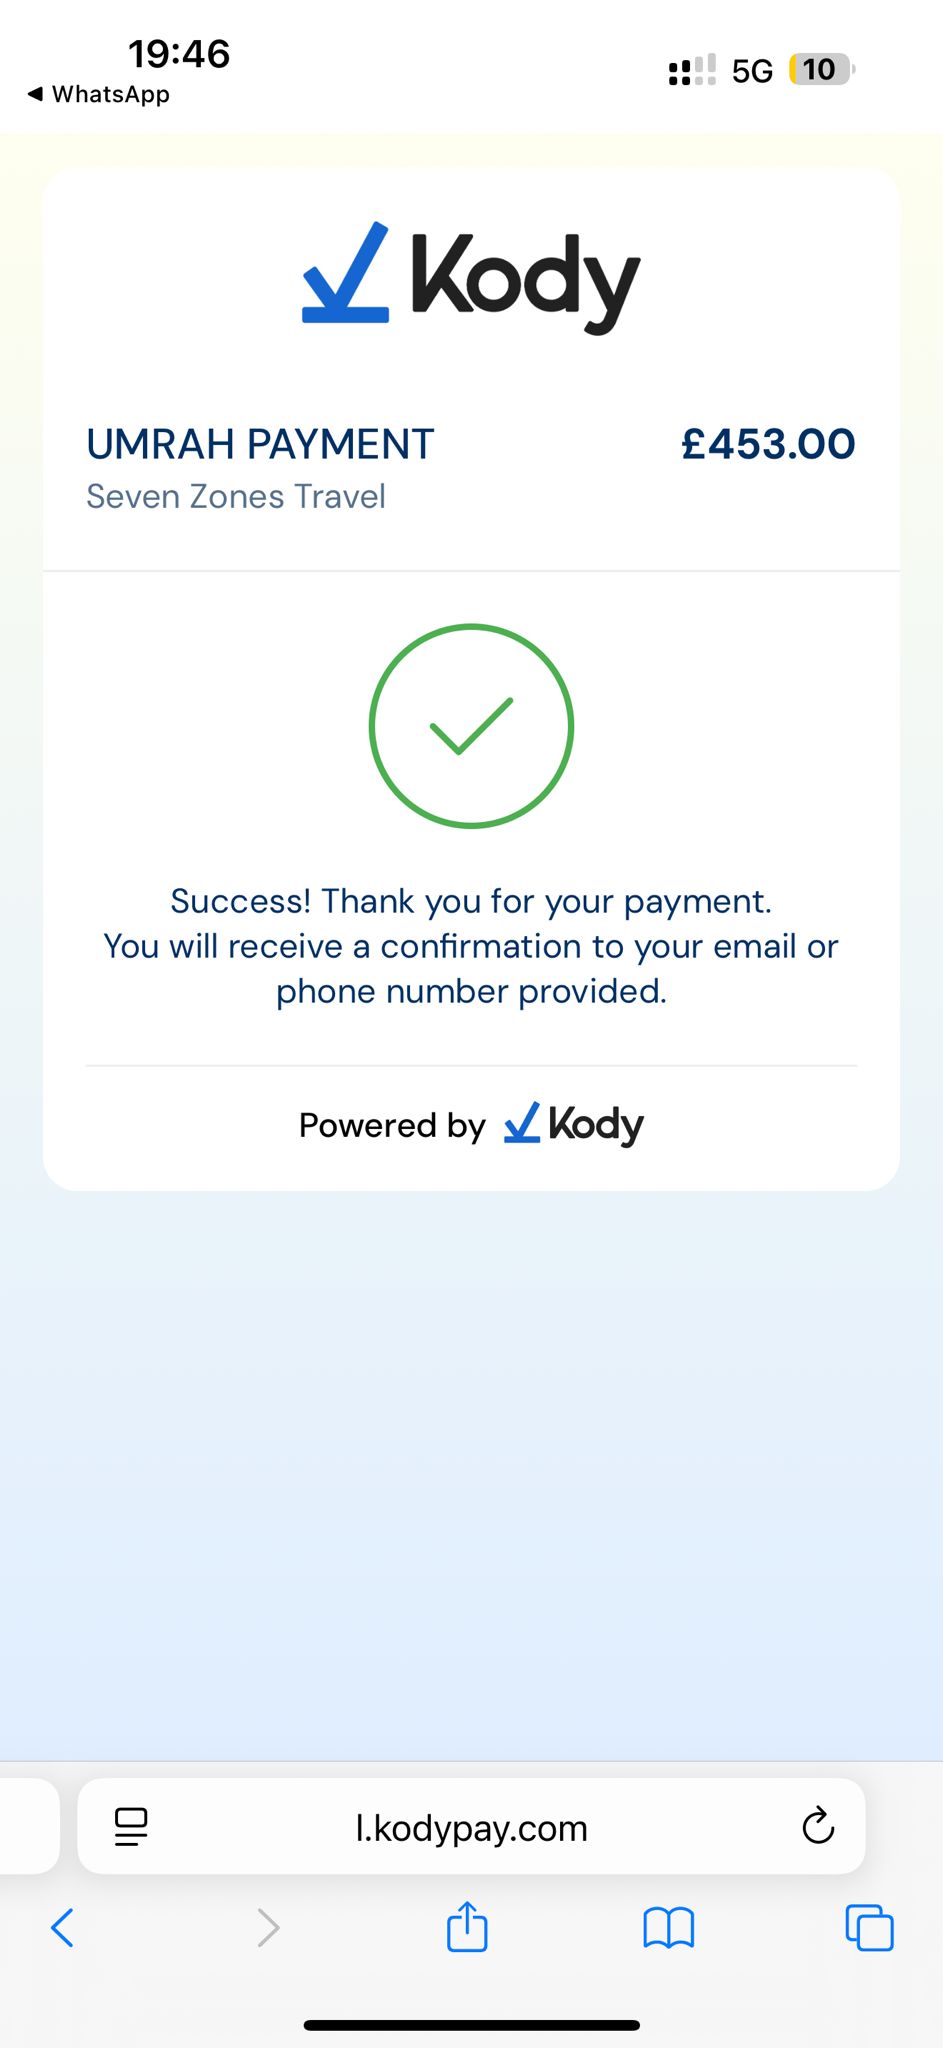 19:46
5G
10
◀ WhatsApp
Kody
UMRAH PAYMENT
£453.00
Seven Zones Travel
Success! Thank you for your payment.
You will receive a confirmation to your email or
phone number provided.
Powered by Kody
l.kodypay.com